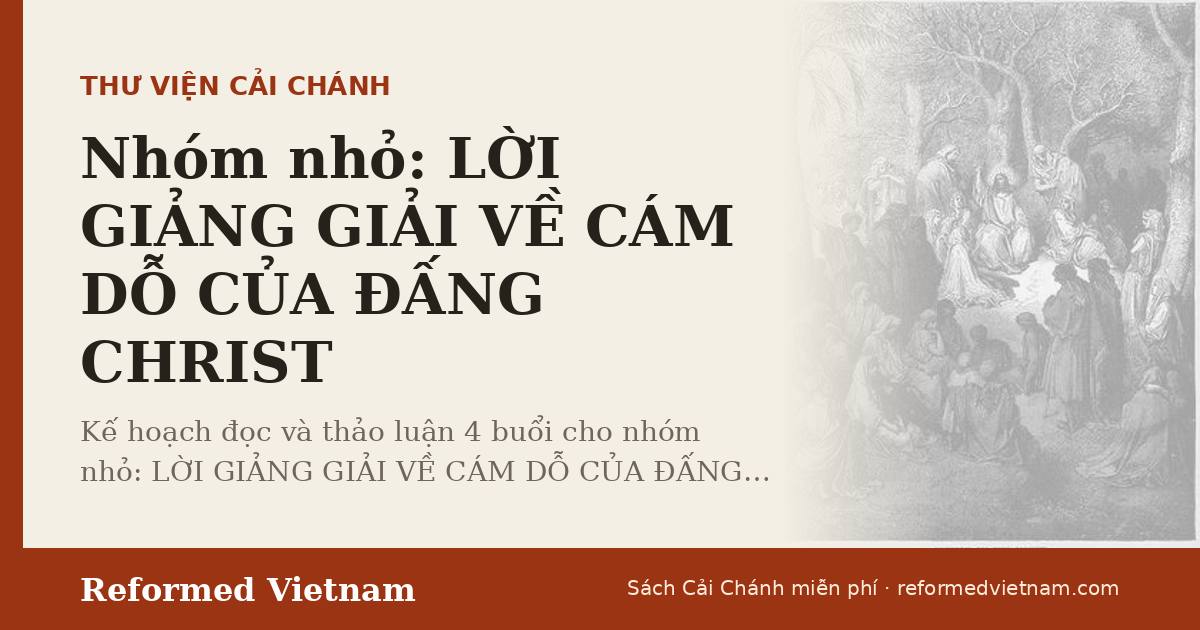 THƯ VIỆN CẢI CHÁNH
Nhóm nhỏ: LỜI
GIẢNG GIẢI VỀ CÁM
DỖ CỦA ĐẤNG
CHRIST
Kế hoạch đọc và thảo luận 4 buổi cho nhóm
nhỏ: LỜI GIẢNG GIẢI VỀ CÁM DỖ CỦA ĐẤNG...
Reformed Vietnam
Sách Cải Chánh miễn phí · reformedvietnam.com